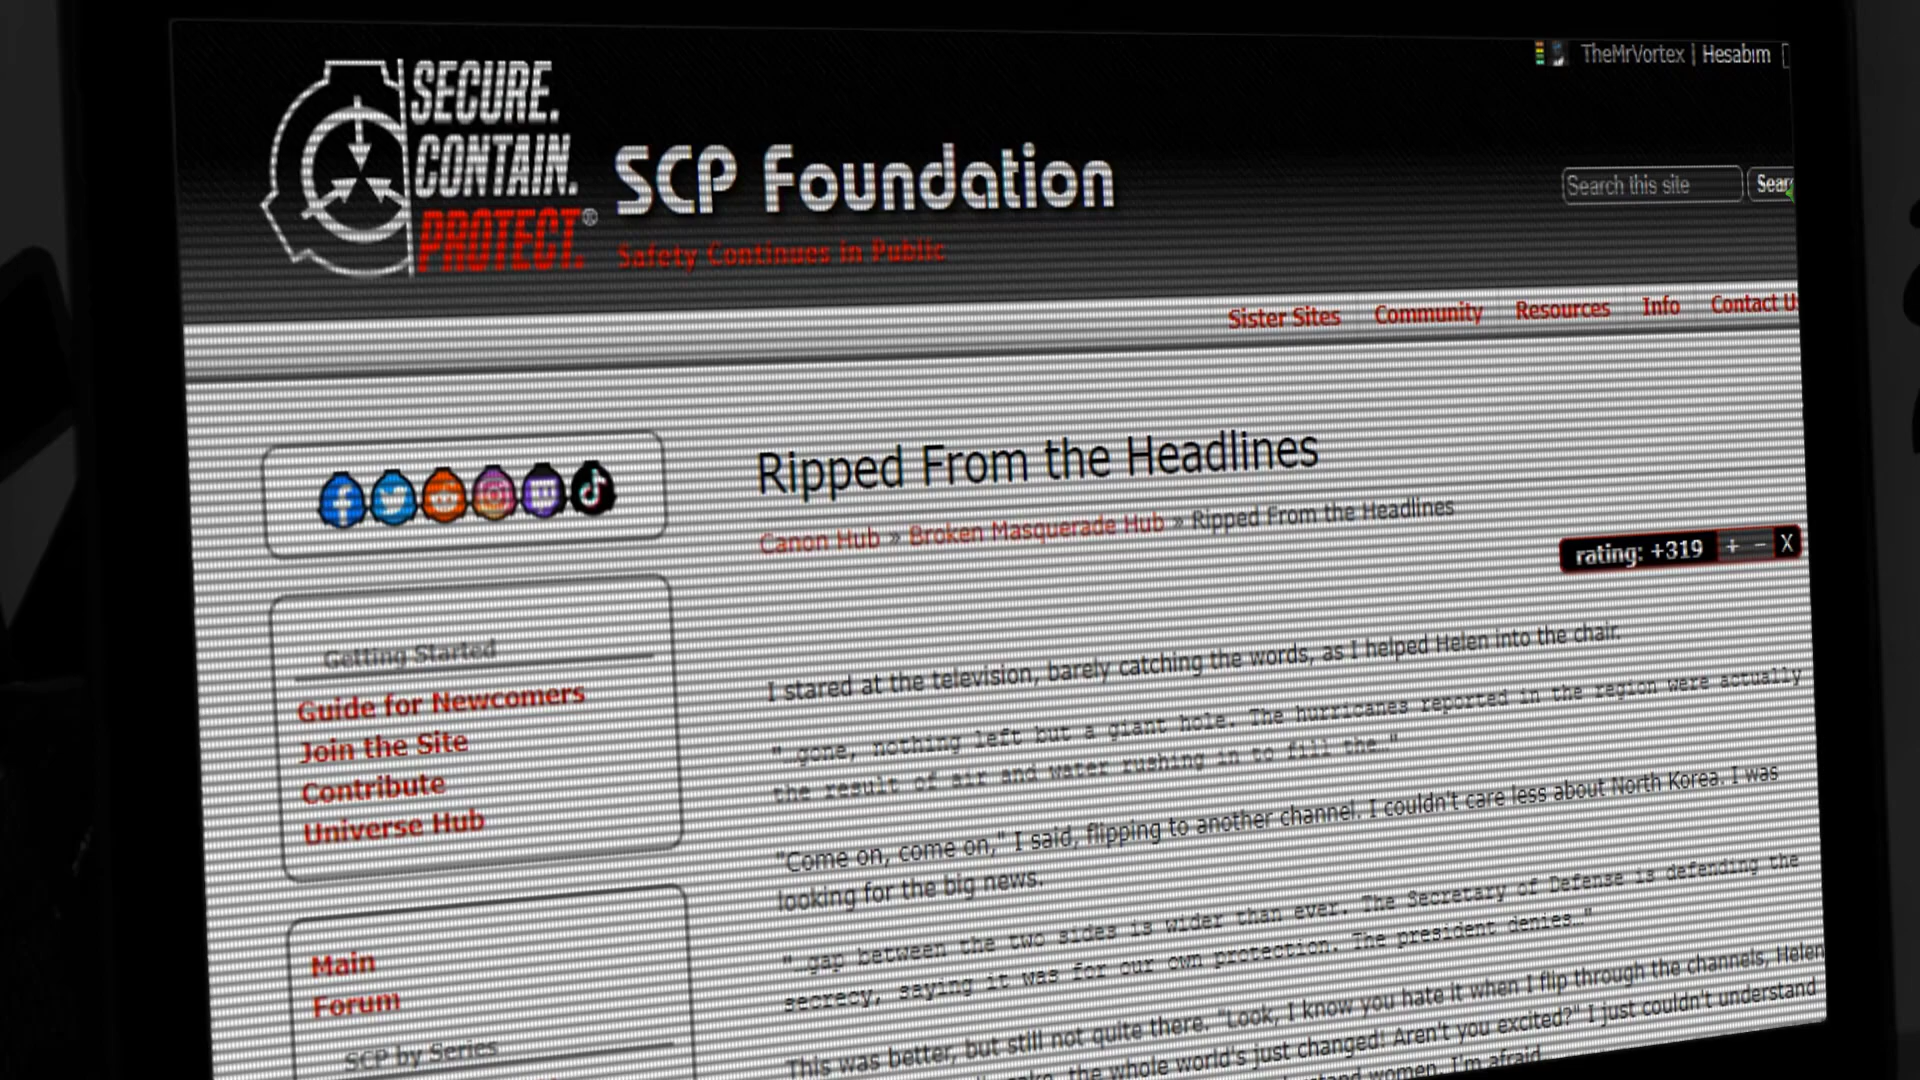 TheMrVortex | Hesabım
SECURE.
CONTAIN.
PROTECT.®
SCP Foundation
Safety Continues in Public
Search this site
Sear
Sister Sites Community Resources Info Contact U
Ripped From the Headlines
Canon Hub » Broken Masquerade Hub » Ripped From the Headlines
rating: +319 + − X
Getting Started
Guide for Newcomers
Join the Site
Contribute
Universe Hub
Main
Forum
SCP by Series
I stared at the television, barely catching the words, as I helped Helen into the chair.
"…gone, nothing left but a giant hole. The hurricanes reported in the region were actually
the result of air and water rushing in to fill the…"
"Come on, come on," I said, flipping to another channel. I couldn't care less about North Korea. I was
looking for the big news.
"…gap between the two sides is wider than ever. The Secretary of Defense is defending the
secrecy, saying it was for our own protection. The president denies…"
This was better, but still not quite there. "Look, I know you hate it when I flip through the channels, Helen
the whole world's just changed! Aren't you excited?" I just couldn't understand
women, I'm afraid